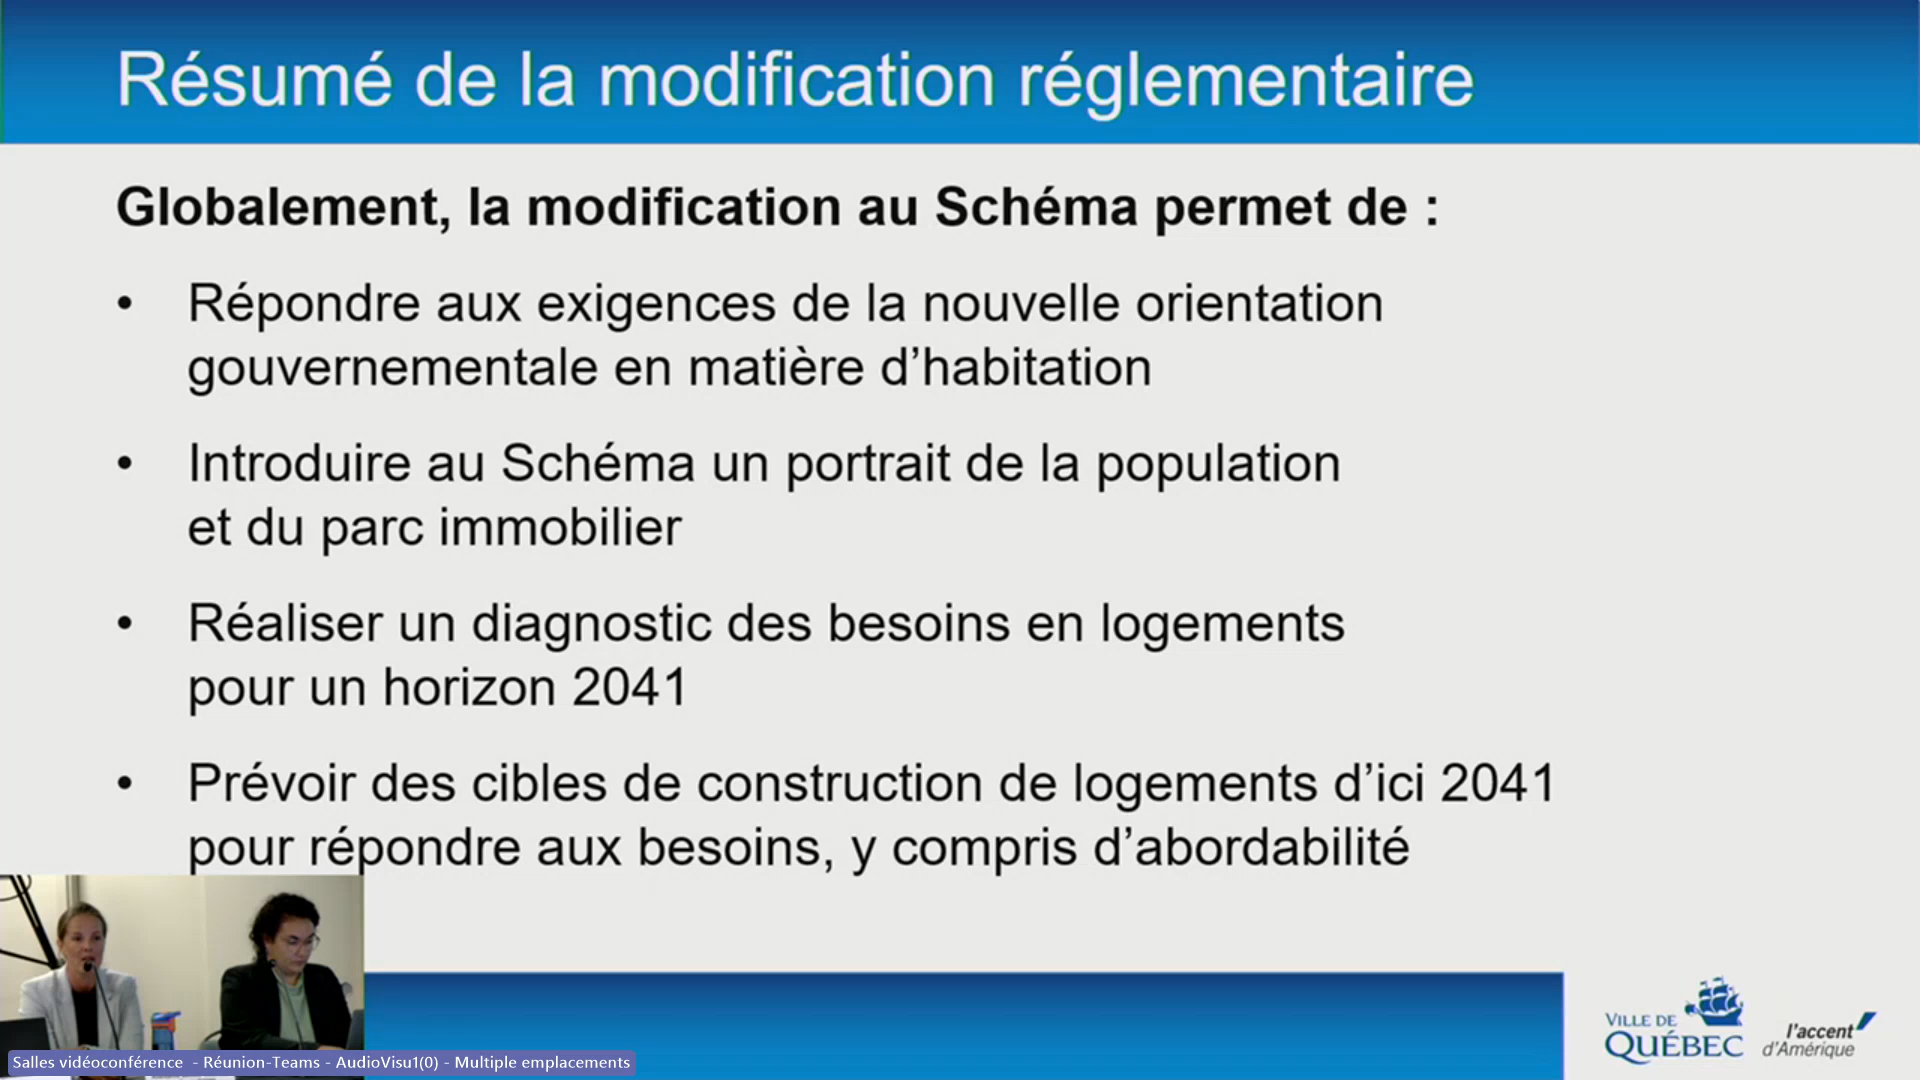 Résumé de la modification réglementaire
Globalement, la modification au Schéma permet de :
• Répondre aux exigences de la nouvelle orientation
gouvernementale en matière d’habitation
• Introduire au Schéma un portrait de la population
et du parc immobilier
• Réaliser un diagnostic des besoins en logements
pour un horizon 2041
• Prévoir des cibles de construction de logements d’ici 2041
pour répondre aux besoins, y compris d’abordabilité
VILLE DE
QUÉBEC
l'accent
d'Amérique
Salles vidéoconférence - Réunion-Teams - AudioVisu1(0) - Multiple emplacements